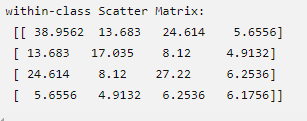 within-class Scatter Matrix:
[[ 38.9562 13.683 24.614 5.6556]
[ 13.683 17.035 8.12 4.9132]
[ 24.614 8.12 27.22 6.2536]
[ 5.6556 4.9132 6.2536 6.1756]]